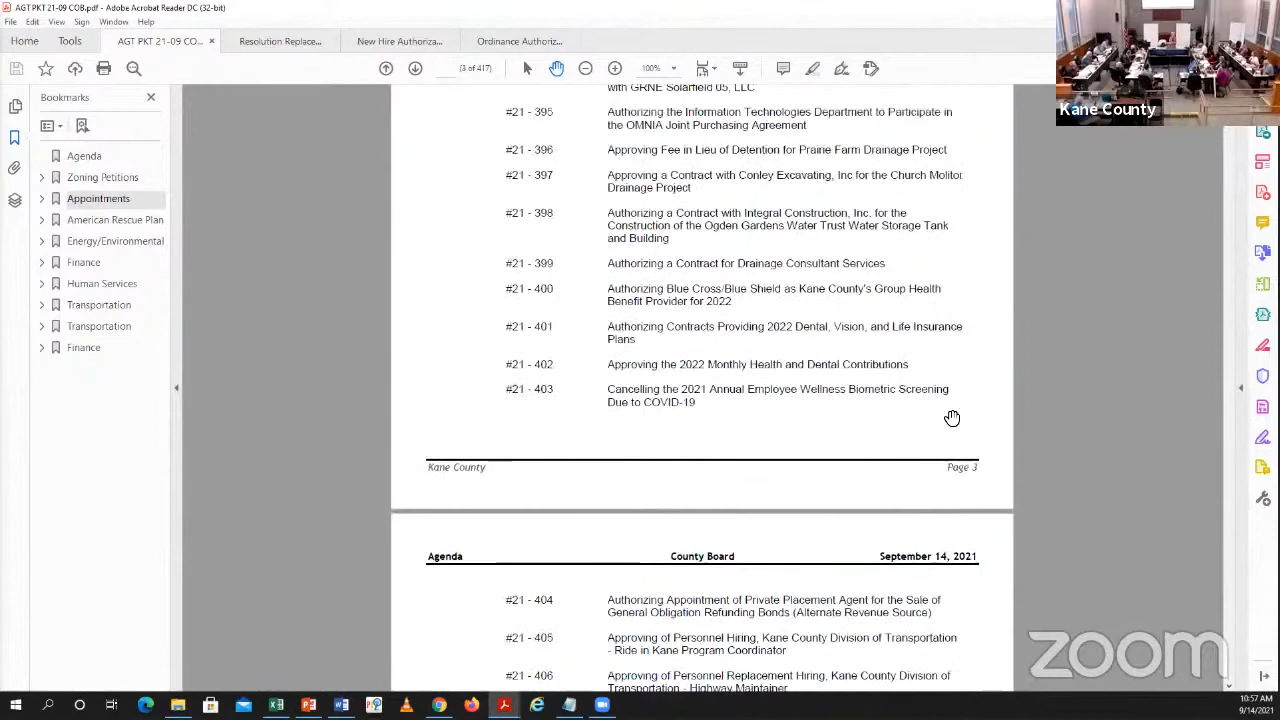 AGT PKT 21-09 COB.pdf - Adobe Acrobat Reader DC (32-bit)
File Edit View Sign Window Help
Home Tools AGT PKT 21-09 CO... × Resolution Replace... New Hire Authoriza... Ordinance Authoriz...
(3 of 417) 100%
Kane County
Bookmarks
Agenda
Zoning Petitions
Appointments
American Rescue Plan
Energy/Environmental
Finance
Human Services
Transportation
Transportation
Finance
with GRNE Solarfield 05, LLC
#21 - 395 Authorizing the Information Technologies Department to Participate in
the OMNIA Joint Purchasing Agreement
#21 - 396 Approving Fee in Lieu of Detention for Prairie Farm Drainage Project
#21 - 397 Approving a Contract with Conley Excavating, Inc for the Church Molitor
Drainage Project
#21 - 398 Authorizing a Contract with Integral Construction, Inc. for the
Construction of the Ogden Gardens Water Trust Water Storage Tank
and Building
#21 - 399 Authorizing a Contract for Drainage Consultant Services
#21 - 400 Authorizing Blue Cross/Blue Shield as Kane County's Group Health
Benefit Provider for 2022
#21 - 401 Authorizing Contracts Providing 2022 Dental, Vision, and Life Insurance
Plans
#21 - 402 Approving the 2022 Monthly Health and Dental Contributions
#21 - 403 Cancelling the 2021 Annual Employee Wellness Biometric Screening
Due to COVID-19
Kane County Page 3
Agenda County Board September 14, 2021
#21 - 404 Authorizing Appointment of Private Placement Agent for the Sale of
General Obligation Refunding Bonds (Alternate Revenue Source)
#21 - 405 Approving of Personnel Hiring, Kane County Division of Transportation
- Ride in Kane Program Coordinator
#21 - 406 Approving of Personnel Replacement Hiring, Kane County Division of
Transportation - Highway Maintainer
zoom
10:57 AM
9/14/2021